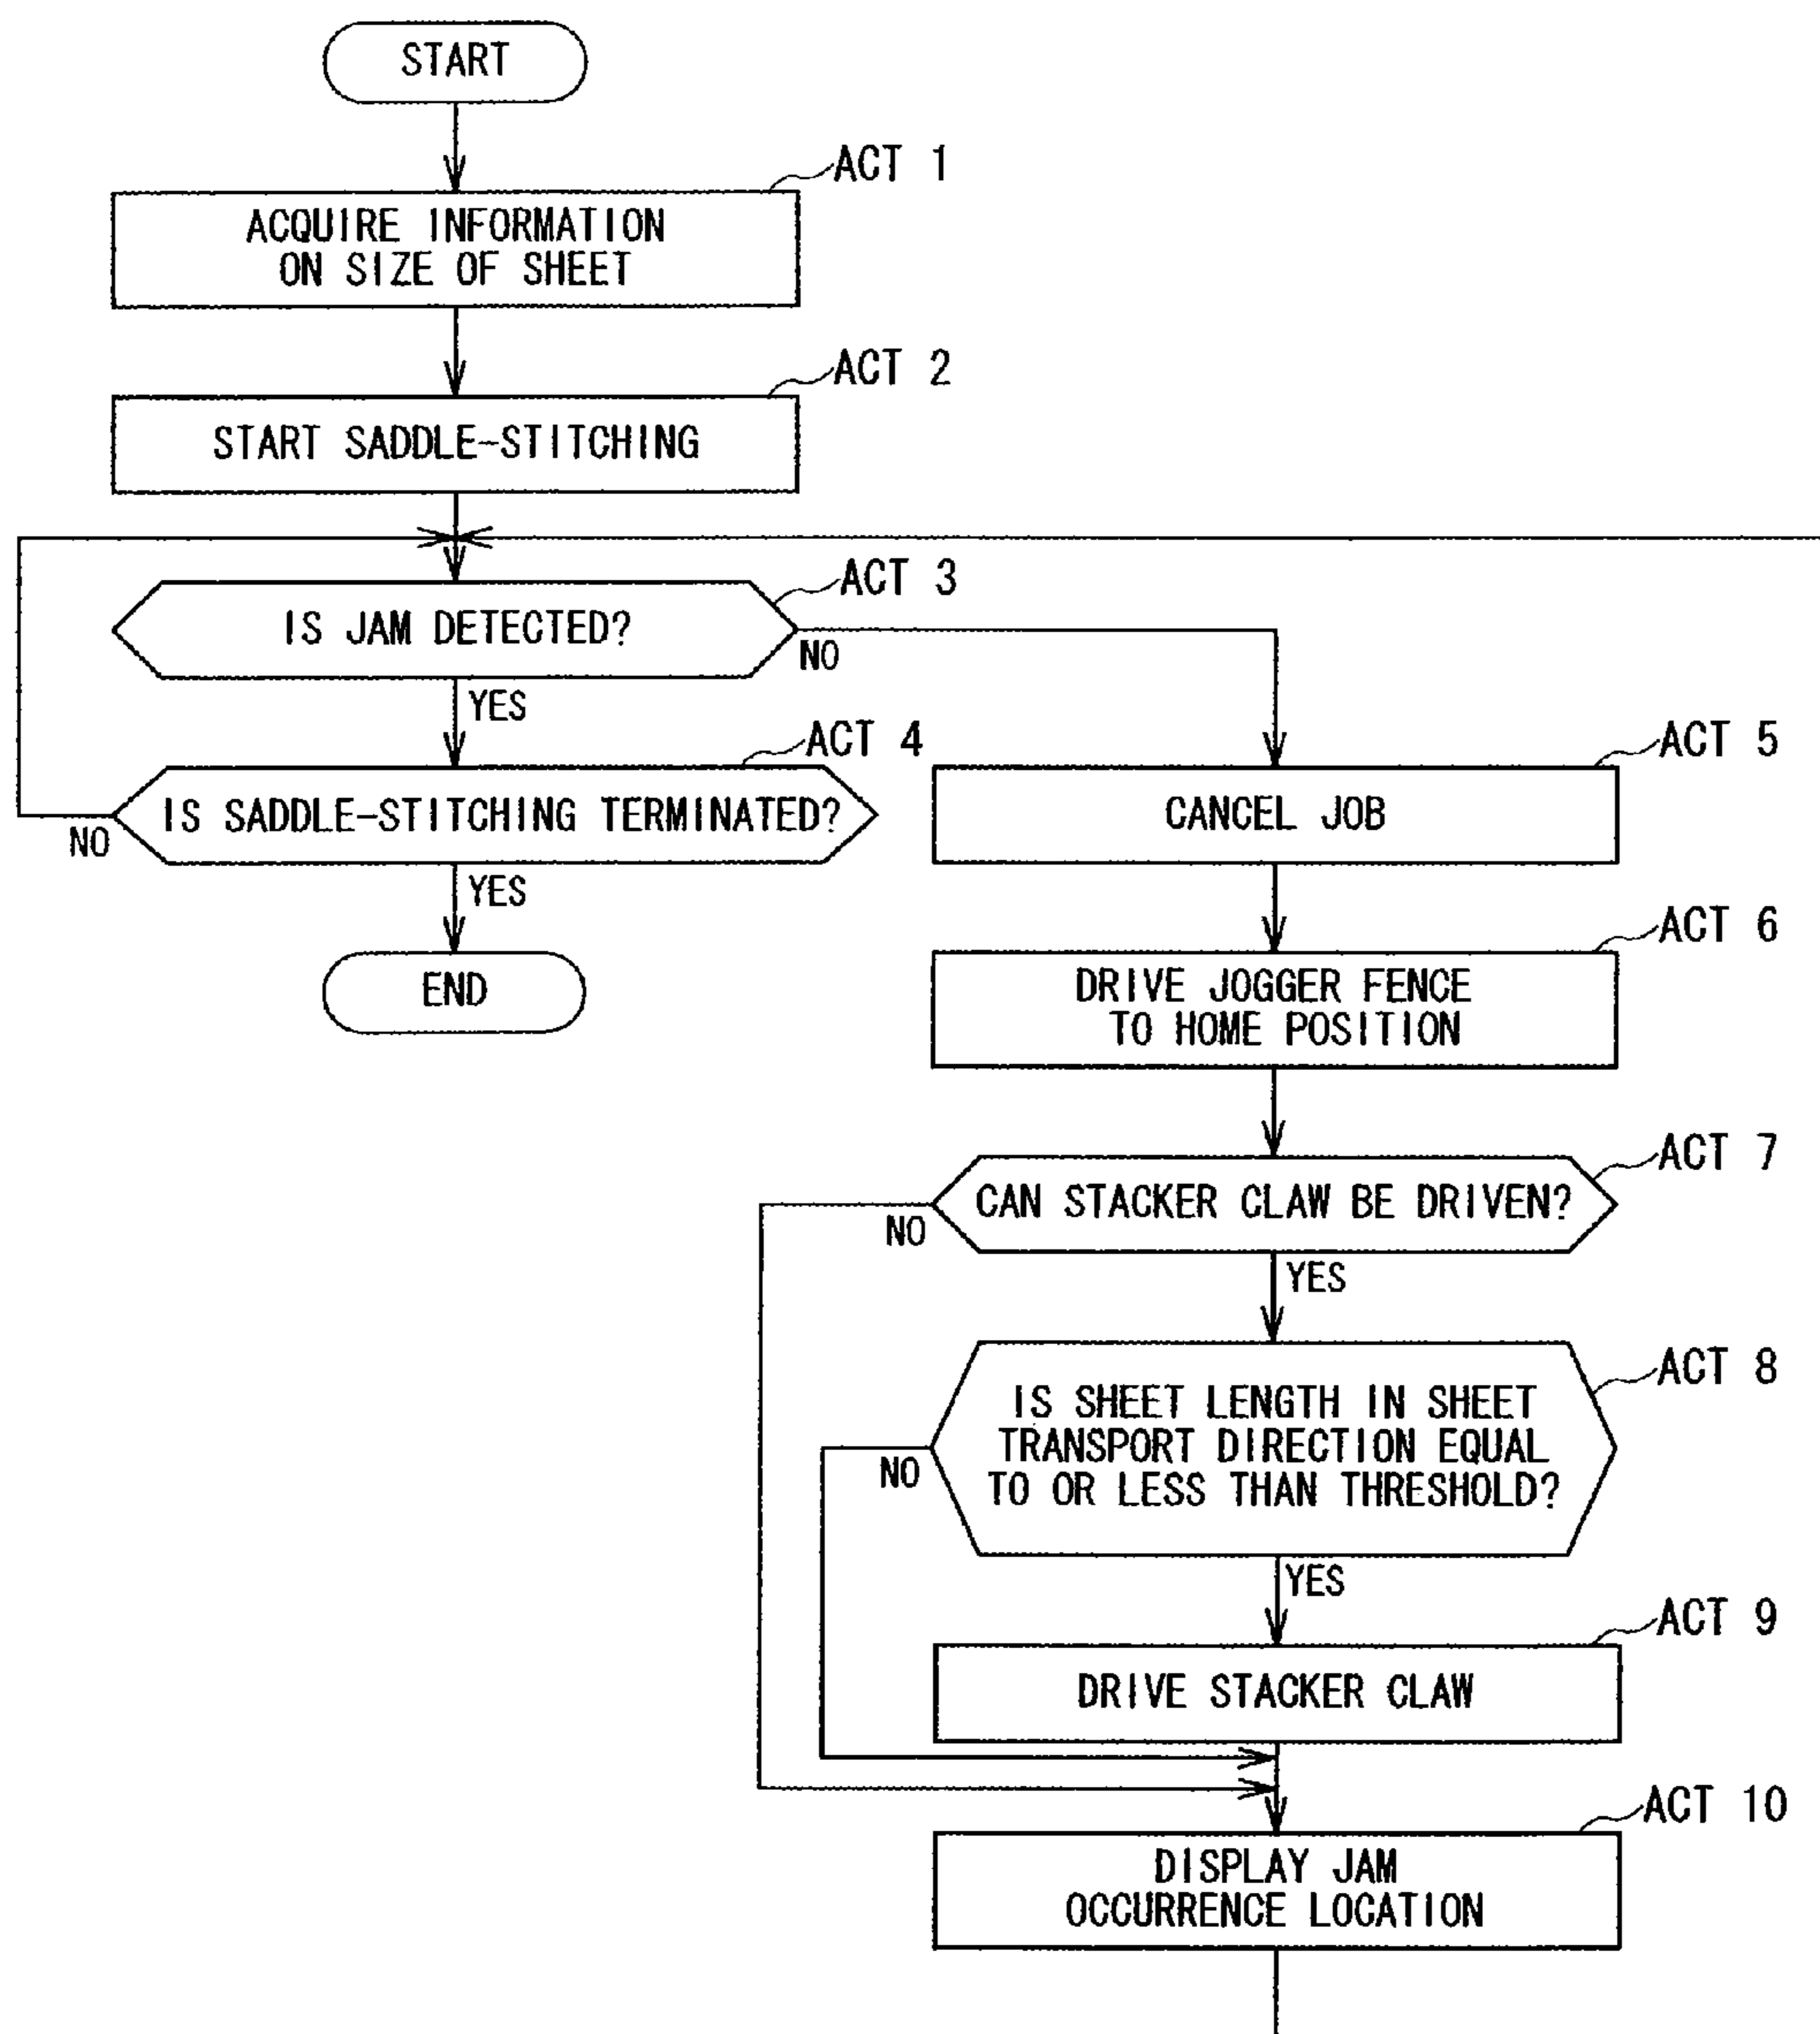 START
ACT 1
ACQUIRE INFORMATION
ON SIZE OF SHEET
ACT 2
START SADDLE-STITCHING
ACT 3
IS JAM DETECTED?
NO
YES
ACT 4
IS SADDLE-STITCHING TERMINATED?
NO
YES
END
ACT 5
CANCEL JOB
ACT 6
DRIVE JOGGER FENCE
TO HOME POSITION
ACT 7
CAN STACKER CLAW BE DRIVEN?
NO
YES
ACT 8
IS SHEET LENGTH IN SHEET
TRANSPORT DIRECTION EQUAL
TO OR LESS THAN THRESHOLD?
NO
YES
ACT 9
DRIVE STACKER CLAW
ACT 10
DISPLAY JAM
OCCURRENCE LOCATION